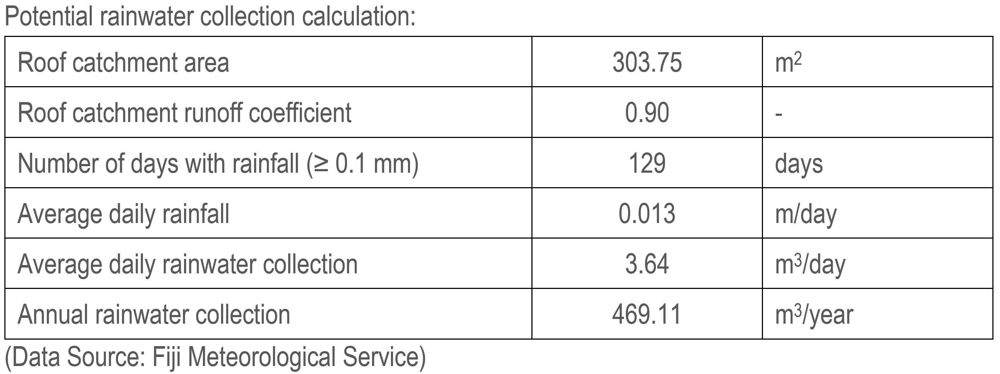 Potential rainwater collection calculation:
Roof catchment area 303.75 m²
Roof catchment runoff coefficient 0.90 -
Number of days with rainfall (≥ 0.1 mm) 129 days
Average daily rainfall 0.013 m/day
Average daily rainwater collection 3.64 m³/day
Annual rainwater collection 469.11 m³/year
(Data Source: Fiji Meteorological Service)